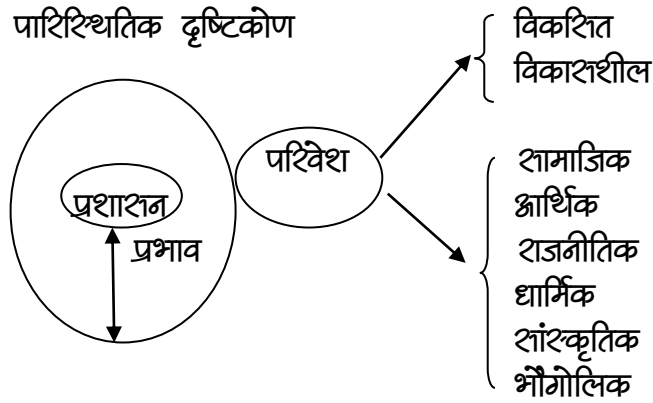 पारिस्थितिक दृष्टिकोण
प्रशासन
प्रभाव
परिवेश
विकसित
विकासशील
सामाजिक
आर्थिक
राजनीतिक
धार्मिक
सांस्कृतिक
भौगोलिक